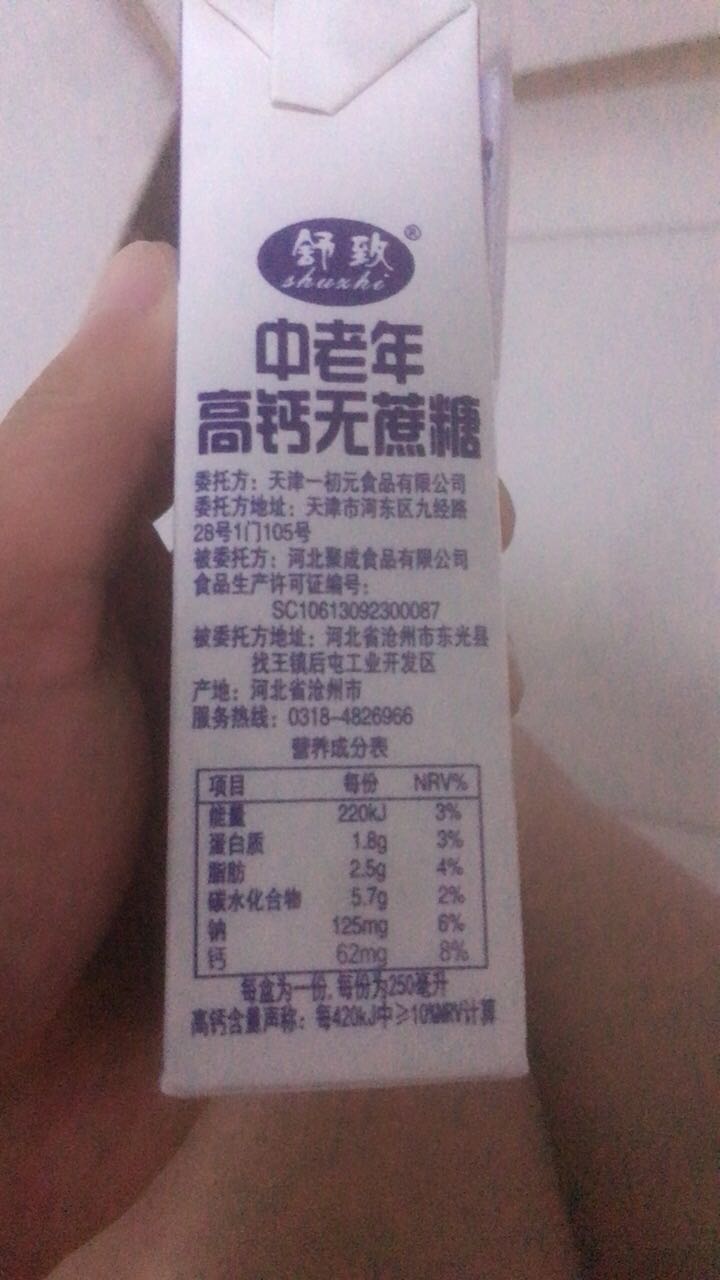 舒致®
shuzhi
中老年
高钙无蔗糖
委托方：天津一初元食品有限公司
委托方地址：天津市河东区九经路
28号1门105号
被委托方：河北聚成食品有限公司
食品生产许可证编号：
SC10613092300087
被委托方地址：河北省沧州市东光县
找王镇后屯工业开发区
产地：河北省沧州市
服务热线：0318-4826966
营养成分表
项目 每份 NRV%
能量 220kJ 3%
蛋白质 1.8g 3%
脂肪 2.5g 4%
碳水化合物 5.7g 2%
钠 125mg 6%
钙 62mg 8%
每盒为一份，每份为250毫升
高钙含量声称：每420kJ中≥10%NRV计算